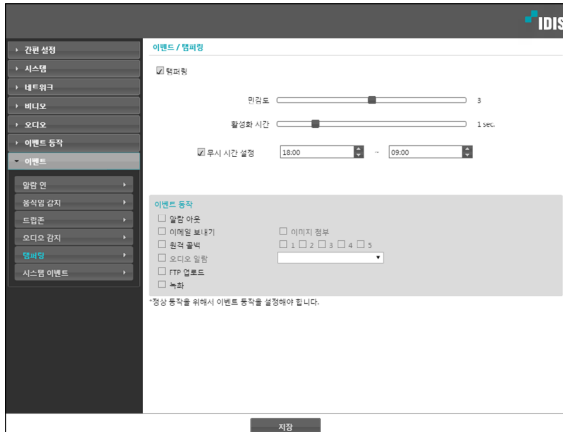 IDIS
간편 설정
시스템
네트워크
비디오
오디오
이벤트 동작
이벤트
알람 인
움직임 감지
트립존
오디오 감지
탬퍼링
시스템 이벤트
이벤트 / 탬퍼링
탬퍼링
민감도 3
활성화 시간 1 sec.
무시 시간 설정 18:00 ~ 09:00
이벤트 동작
알람 아웃
이메일 보내기 이미지 첨부
원격 콜백 1 2 3 4 5
오디오 알람
FTP 업로드
녹화
*정상 동작을 위해서 이벤트 동작을 설정해야 합니다.
저장